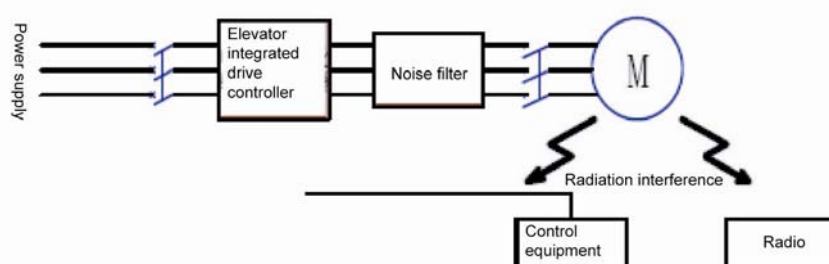 Power supply
Elevator
integrated
drive
controller
Noise filter
M
Radiation interference
Control
equipment
Radio